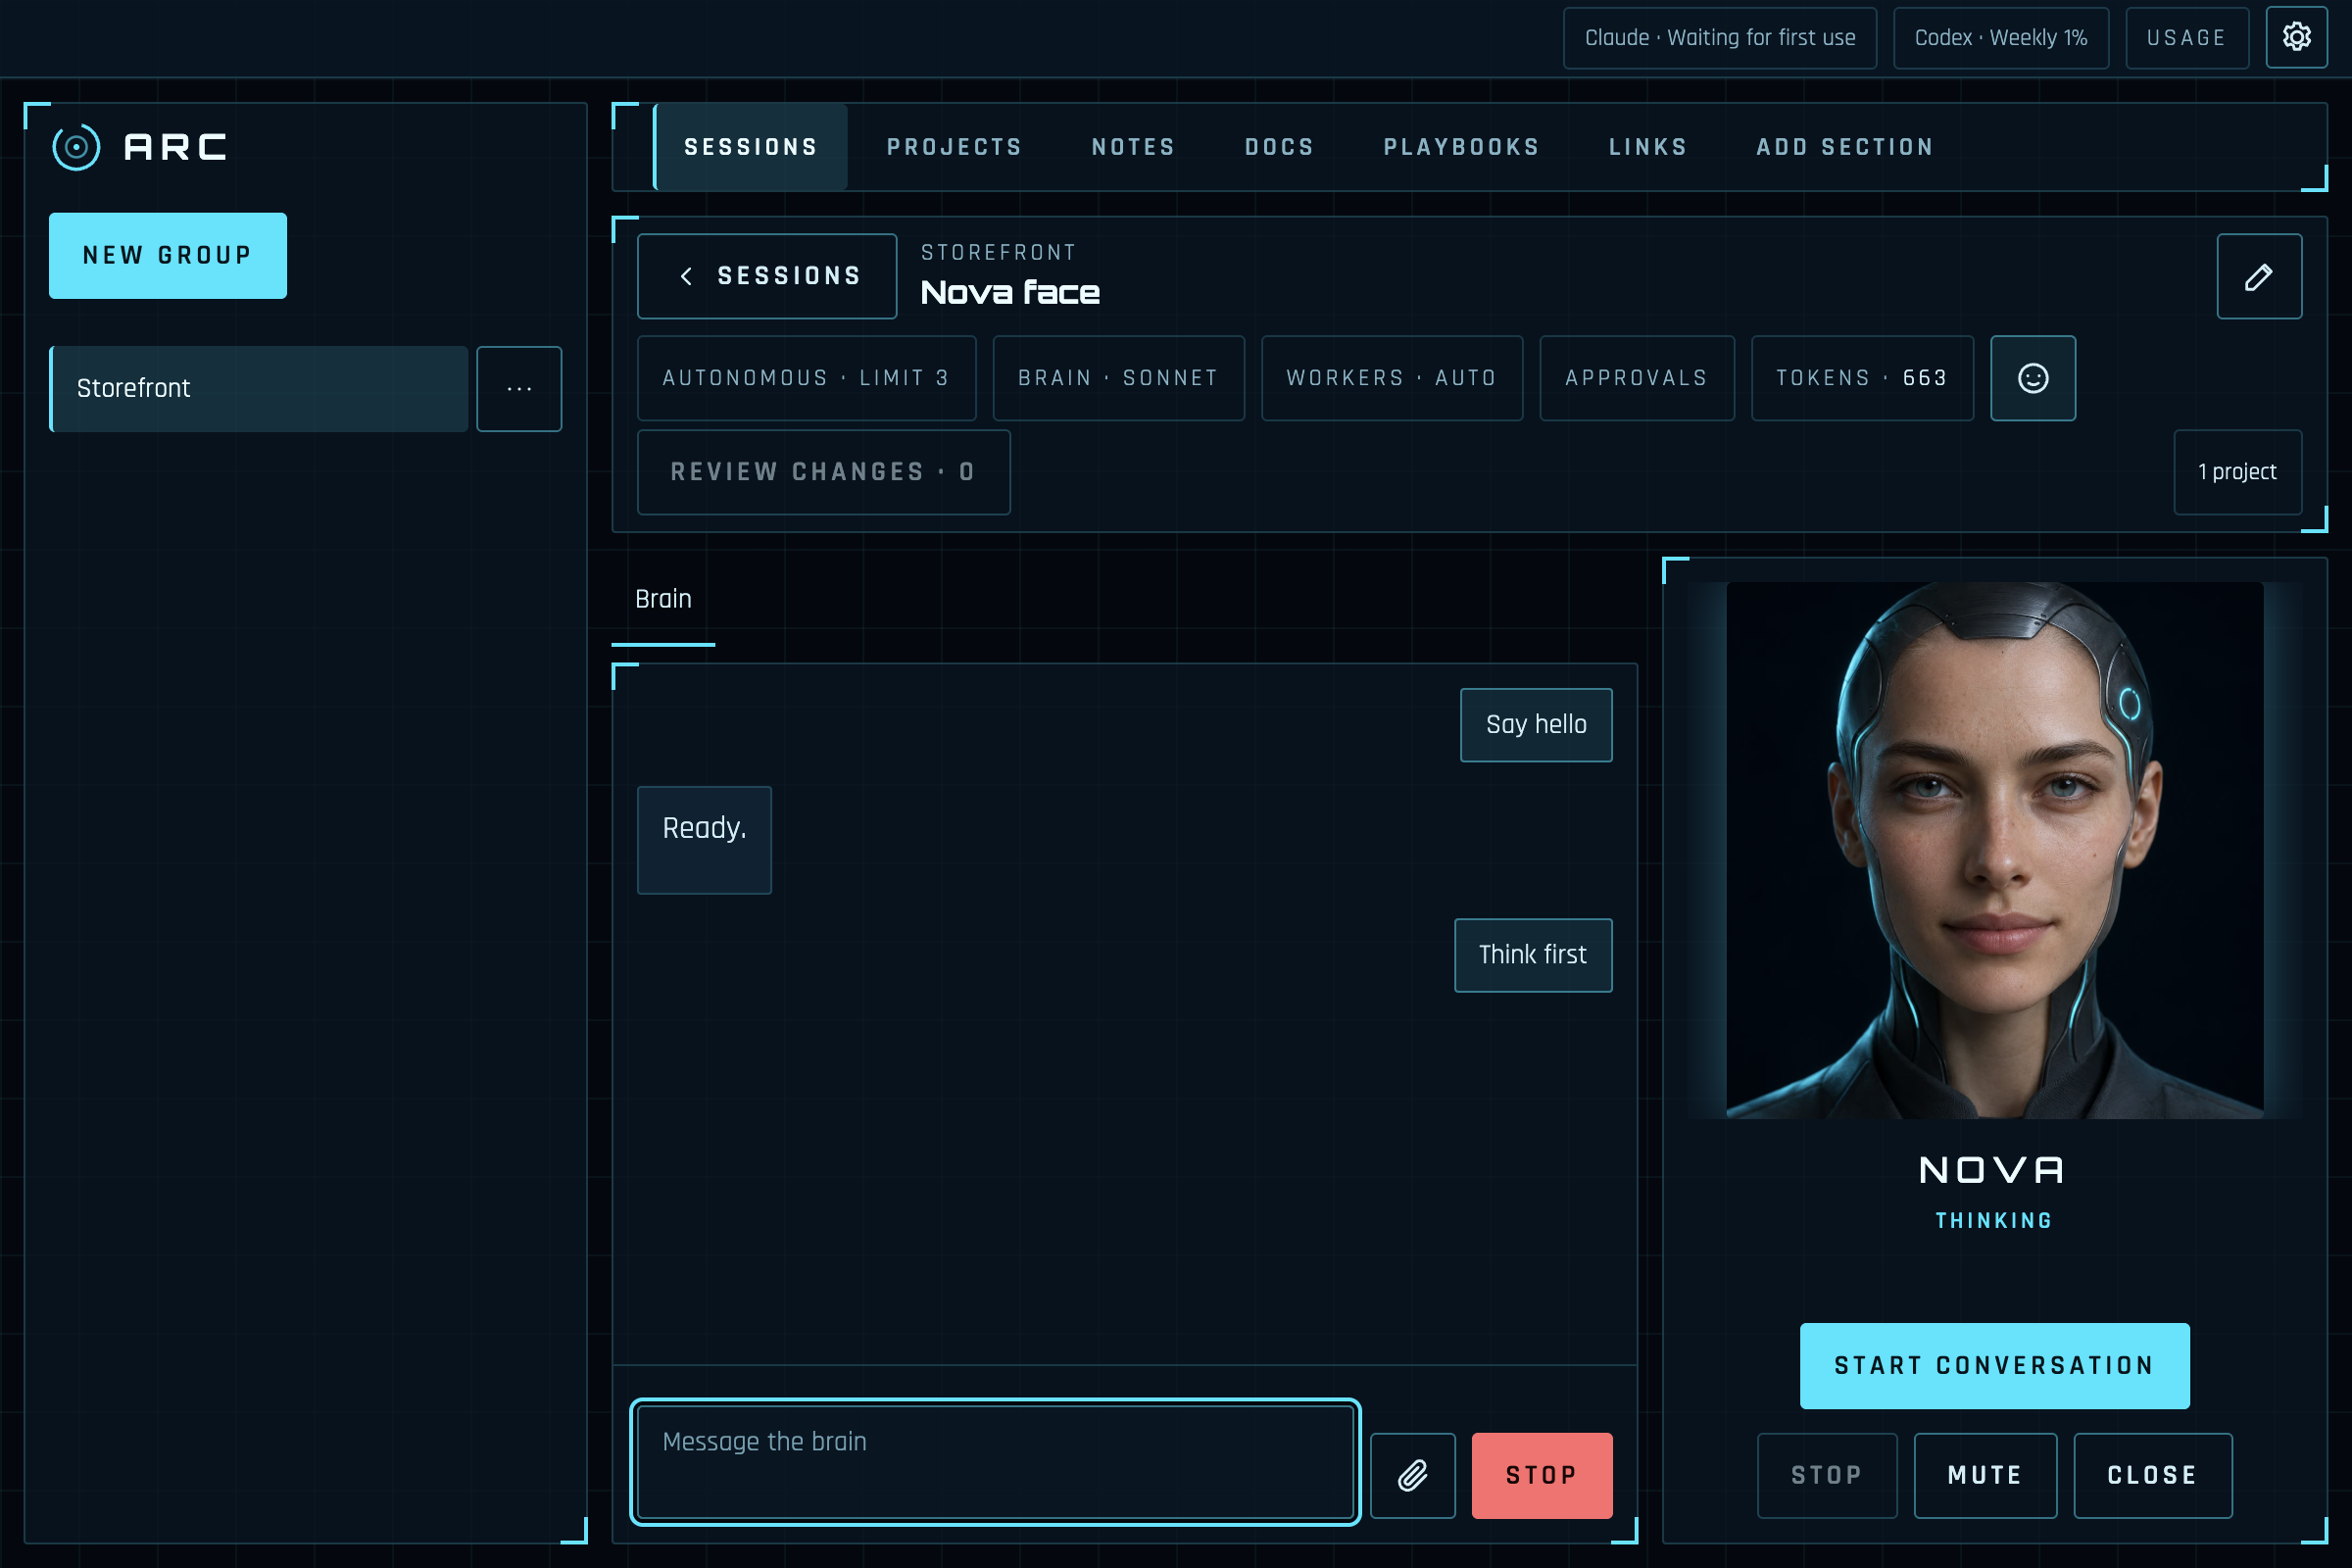 Claude · Waiting for first use
Codex · Weekly 1%
USAGE
ARC
NEW GROUP
Storefront
...
SESSIONS
PROJECTS
NOTES
DOCS
PLAYBOOKS
LINKS
ADD SECTION
SESSIONS
STOREFRONT
Nova face
AUTONOMOUS · LIMIT 3
BRAIN · SONNET
WORKERS · AUTO
APPROVALS
TOKENS · 663
REVIEW CHANGES · 0
1 project
Brain
Say hello
Ready.
Think first
Message the brain
STOP
NOVA
THINKING
START CONVERSATION
STOP
MUTE
CLOSE